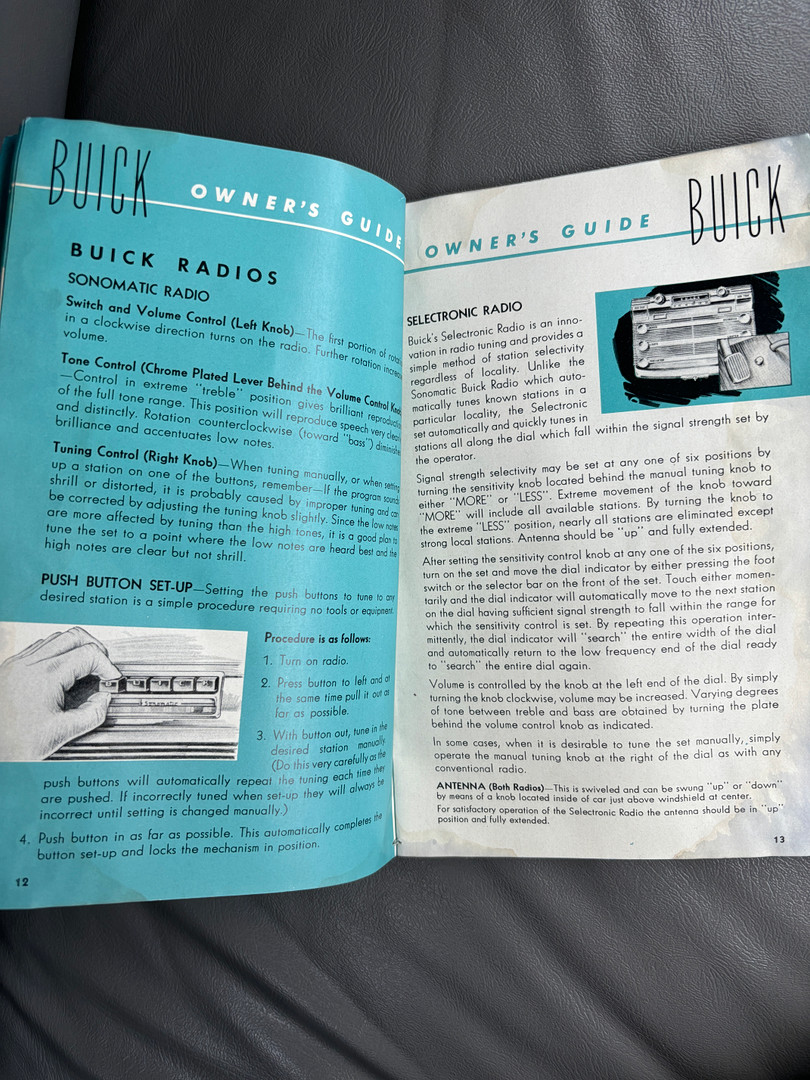 BUICK OWNER'S GUIDE
BUICK RADIOS
SONOMATIC RADIO
Switch and Volume Control (Left Knob)—The first portion of rota-
in a clockwise direction turns on the radio. Further rotation increa
volume.
Tone Control (Chrome Plated Lever Behind the Volume Control Kno
—Control in extreme "treble" position gives brilliant reproductio
of the full tone range. This position will reproduce speech very clea
and distinctly. Rotation counterclockwise (toward "bass") diminishe
brilliance and accentuates low notes.
Tuning Control (Right Knob)—When tuning manually, or when setting
up a station on one of the buttons, remember—If the program sounds
shrill or distorted, it is probably caused by improper tuning and can
be corrected by adjusting the tuning knob slightly. Since the low notes
are more affected by tuning than the high tones, it is a good plan to
tune the set to a point where the low notes are heard best and the
high notes are clear but not shrill.
PUSH BUTTON SET-UP—Setting the push buttons to tune to any
desired station is a simple procedure requiring no tools or equipment.
Procedure is as follows:
1. Turn on radio.
2. Press button to left and at
the same time pull it out as
far as possible.
3. With button out, tune in the
desired station manually
(Do this very carefully as the
push buttons will automatically repeat the tuning each time they
are pushed. If incorrectly tuned when set-up they will always be
incorrect until setting is changed manually.)
4. Push button in as far as possible. This automatically completes the
button set-up and locks the mechanism in position.
12
Sonomatic
OWNER'S GUIDE BUICK
SELECTRONIC RADIO
Buick's Selectronic Radio is an inno-
vation in radio tuning and provides a
simple method of station selectivity
regardless of locality. Unlike the
Sonomatic Buick Radio which auto-
matically tunes known stations in a
particular locality, the Selectronic
set automatically and quickly tunes in
stations all along the dial which fall within the signal strength set by
the operator.
Signal strength selectivity may be set at any one of six positions by
turning the sensitivity knob located behind the manual tuning knob to
either "MORE" or "LESS". Extreme movement of the knob toward
"MORE" will include all available stations. By turning the knob to
the extreme "LESS" position, nearly all stations are eliminated except
strong local stations. Antenna should be "up" and fully extended.
After setting the sensitivity control knob at any one of the six positions,
turn on the set and move the dial indicator by either pressing the foot
switch or the selector bar on the front of the set. Touch either momen-
tarily and the dial indicator will automatically move to the next station
on the dial having sufficient signal strength to fall within the range for
which the sensitivity control is set. By repeating this operation inter-
mittently, the dial indicator will "search" the entire width of the dial
and automatically return to the low frequency end of the dial ready
to "search" the entire dial again.
Volume is controlled by the knob at the left end of the dial. By simply
turning the knob clockwise, volume may be increased. Varying degrees
of tone between treble and bass are obtained by turning the plate
behind the volume control knob as indicated.
In some cases, when it is desirable to tune the set manually, simply
operate the manual tuning knob at the right of the dial as with any
conventional radio.
ANTENNA (Both Radios)—This is swiveled and can be swung "up" or "down"
by means of a knob located inside of car just above windshield at center.
For satisfactory operation of the Selectronic Radio the antenna should be in "up"
position and fully extended.
13